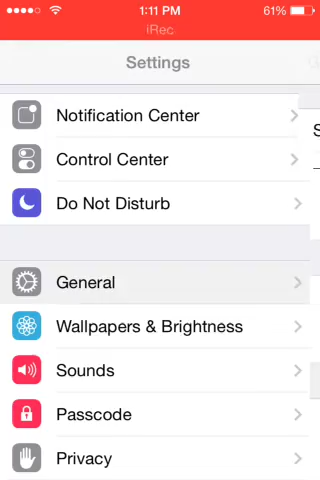 1:11 PM
61%
iRec
Settings
Notification Center
Control Center
Do Not Disturb
General
Wallpapers & Brightness
Sounds
Passcode
Privacy